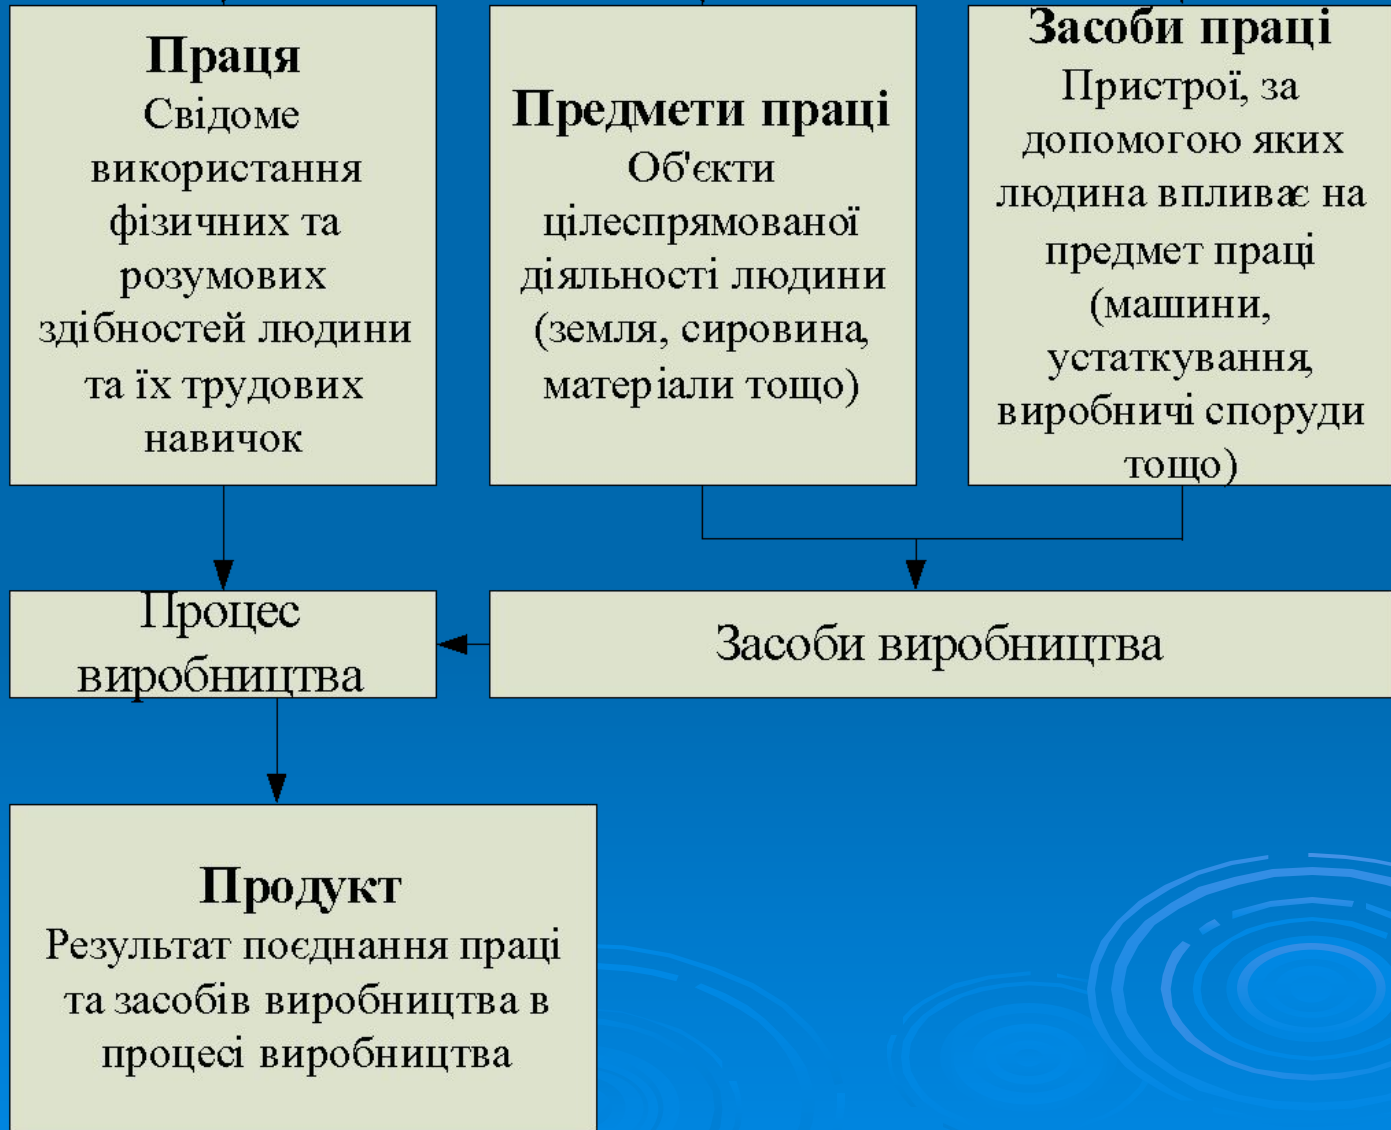 Праця
Свідоме
використання
фізичних та
розумових
здібностей людини
та їх трудових
навичок
Предмети праці
Об'єкти
цілеспрямованої
діяльності людини
(земля, сировина,
матеріали тощо)
Засоби праці
Пристрої, за
допомогою яких
людина впливає на
предмет праці
(машини,
устаткування,
виробничі споруди
тощо)
Процес
виробництва
Засоби виробництва
Продукт
Результат поєднання праці
та засобів виробництва в
процесі виробництва